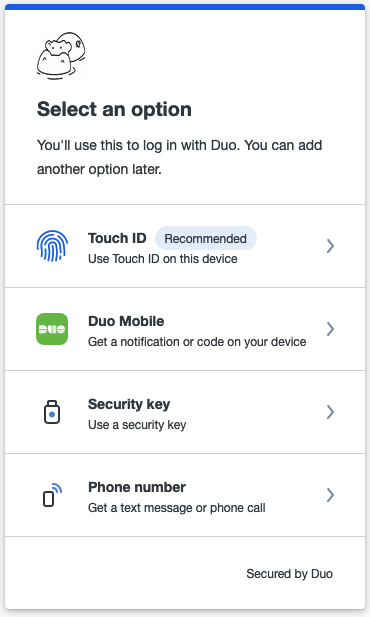 Select an option
You'll use this to log in with Duo. You can add
another option later.
Touch ID Recommended
Use Touch ID on this device
DUO
Duo Mobile
Get a notification or code on your device
Security key
Use a security key
Phone number
Get a text message or phone call
Secured by Duo